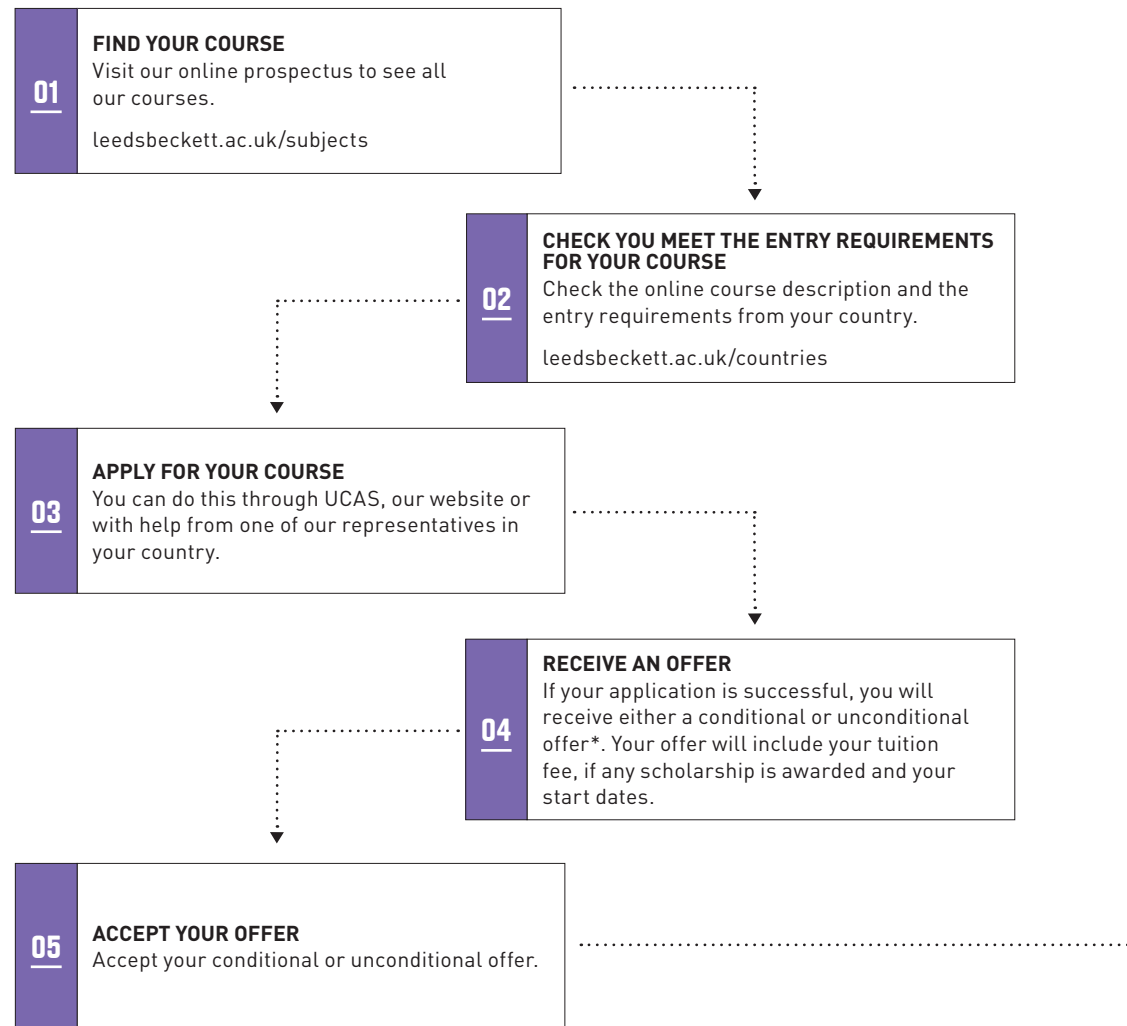 01
FIND YOUR COURSE
Visit our online prospectus to see all
our courses.
leedsbeckett.ac.uk/subjects
02
CHECK YOU MEET THE ENTRY REQUIREMENTS
FOR YOUR COURSE
Check the online course description and the
entry requirements from your country.
leedsbeckett.ac.uk/countries
03
APPLY FOR YOUR COURSE
You can do this through UCAS, our website or
with help from one of our representatives in
your country.
04
RECEIVE AN OFFER
If your application is successful, you will
receive either a conditional or unconditional
offer*. Your offer will include your tuition
fee, if any scholarship is awarded and your
start dates.
05
ACCEPT YOUR OFFER
Accept your conditional or unconditional offer.